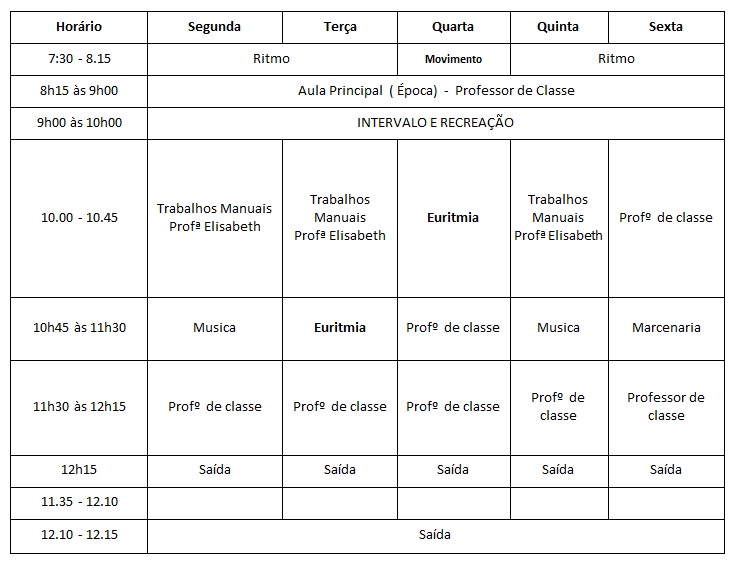 Horário Segunda Terça Quarta Quinta Sexta
7:30 - 8.15 Ritmo Movimento Ritmo
8h15 às 9h00 Aula Principal ( Época) - Professor de Classe
9h00 às 10h00 INTERVALO E RECREAÇÃO
10.00 - 10.45
Trabalhos Manuais
Profª Elisabeth
Trabalhos
Manuais
Profª Elisabeth
Euritmia
Trabalhos
Manuais
Profª Elisabeth
Profº de classe
10h45 às 11h30 Musica Euritmia Profº de classe Musica Marcenaria
11h30 às 12h15 Profº de classe Profº de classe Profº de classe
Profº de
classe
Professor de
classe
12h15 Saída Saída Saída Saída Saída
11.35 - 12.10
12.10 - 12.15 Saída